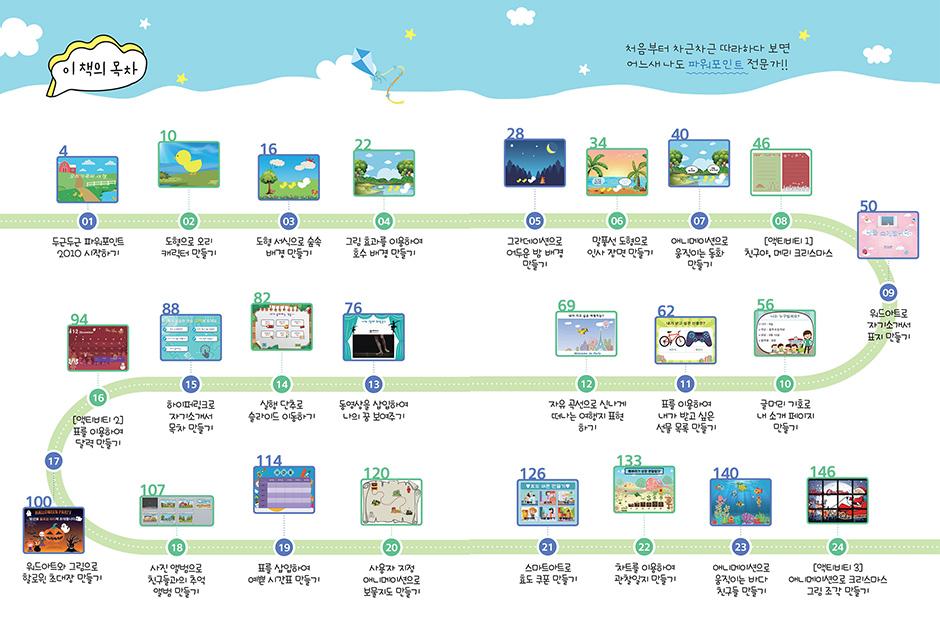 이 책의 목차
처음부터 차근차근 따라하다 보면
어느새 나도 파워포인트 전문가!!
4
01
두근두근 파워포인트
2010 시작하기
10
02
도형으로 오리
캐릭터 만들기
16
03
도형 서식으로 숲속
배경 만들기
22
04
그림 효과를 이용하여
호수 배경 만들기
28
05
그라데이션으로
어두운 밤 배경
만들기
34
06
말풍선 도형으로
인사 장면 만들기
40
07
애니메이션으로
움직이는 동화
만들기
46
08
[액티비티 1]
친구야, 메리 크리스마스
50
09
워드아트로
자기소개서
표지 만들기
56
10
글머리 기호로
내 소개 페이지
만들기
62
11
표를 이용하여
내가 받고 싶은
선물 목록 만들기
69
Welcome to Paris
12
자유 곡선으로 신나게
떠나는 여행지 표현
하기
76
13
동영상을 삽입하여
나의 꿈 보여주기
82
14
실행 단추로
슬라이드 이동하기
88
15
하이퍼링크로
자기소개서
목차 만들기
94
16
[액티비티 2]
표를 이용하여
달력 만들기
17
100
HALLOWEEN PARTY
워드아트와 그림으로
할로윈 초대장 만들기
107
18
사진 앨범으로
친구들과의 추억
앨범 만들기
114
19
표를 삽입하여
예쁜 시간표 만들기
120
20
사용자 지정
애니메이션으로
보물지도 만들기
126
21
스마트아트로
효도 쿠폰 만들기
133
22
차트를 이용하여
관찰일지 만들기
140
23
애니메이션으로
움직이는 바다
친구들 만들기
146
24
[액티비티 3]
애니메이션으로 크리스마스
그림 조각 만들기